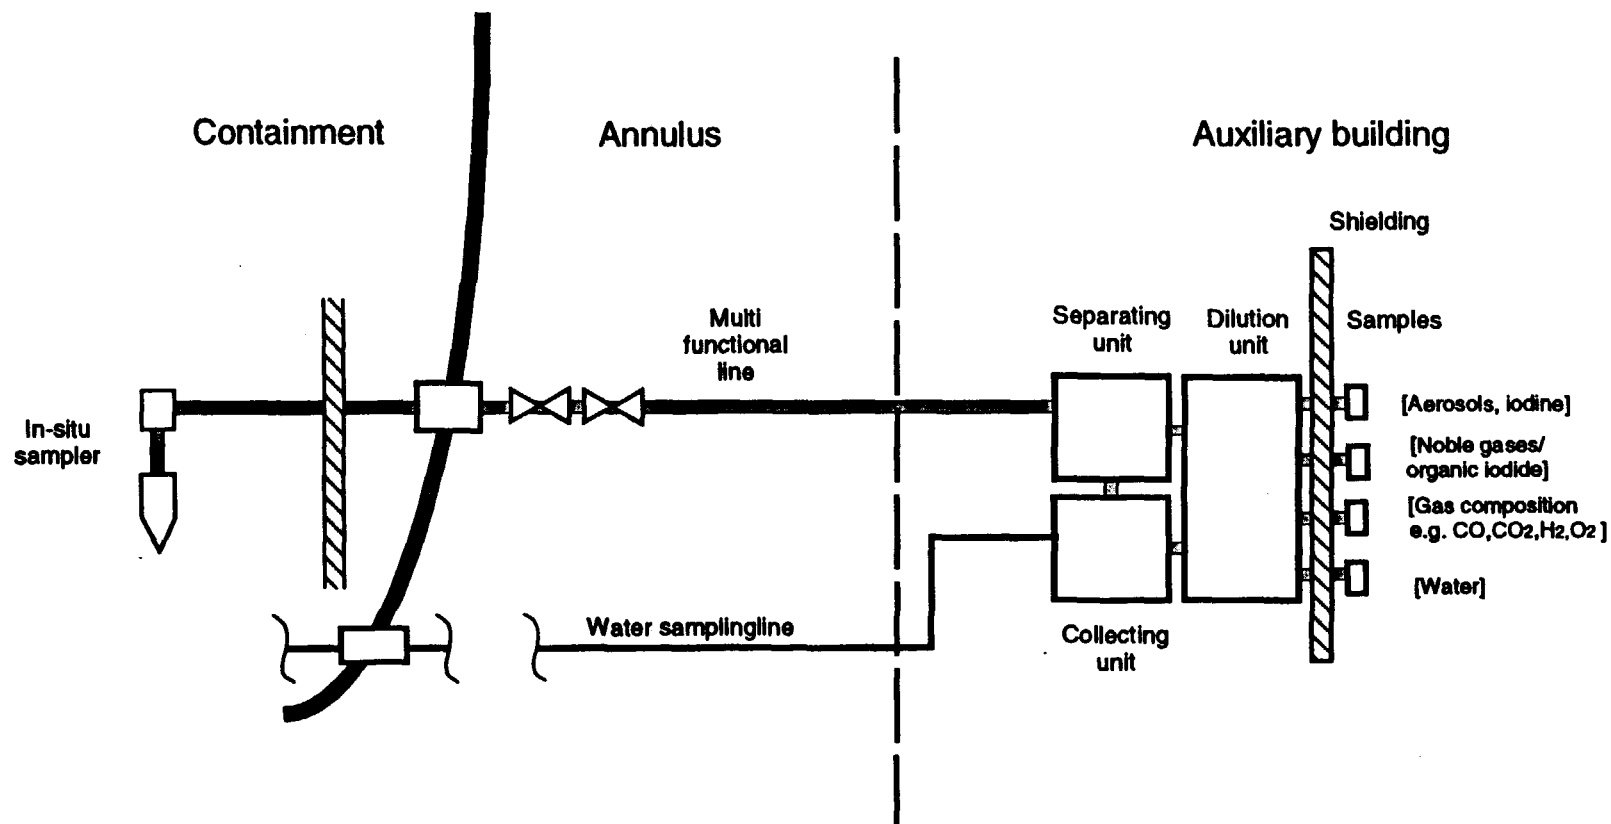 Containment
Annulus
Auxiliary building
Shielding
Multi
functional
line
Separating
unit
Dilution
unit
Samples
In-situ
sampler
[Aerosols, iodine]
[Noble gases/
organic iodide]
[Gas composition
e.g. CO,CO2,H2,O2 ]
[Water]
Water samplingline
Collecting
unit